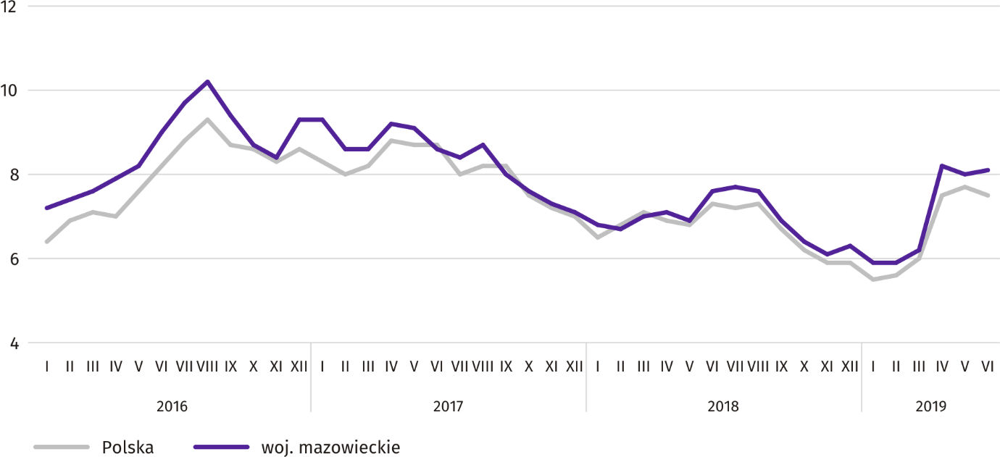 12
10
8
6
4
I II III IV V VI VII VIII IX X XI XII I II III IV V VI VII VIII IX X XI XII I II III IV V VI VII VIII IX X XI XII I II III IV V VI
2016 2017 2018 2019
Polska woj. mazowieckie